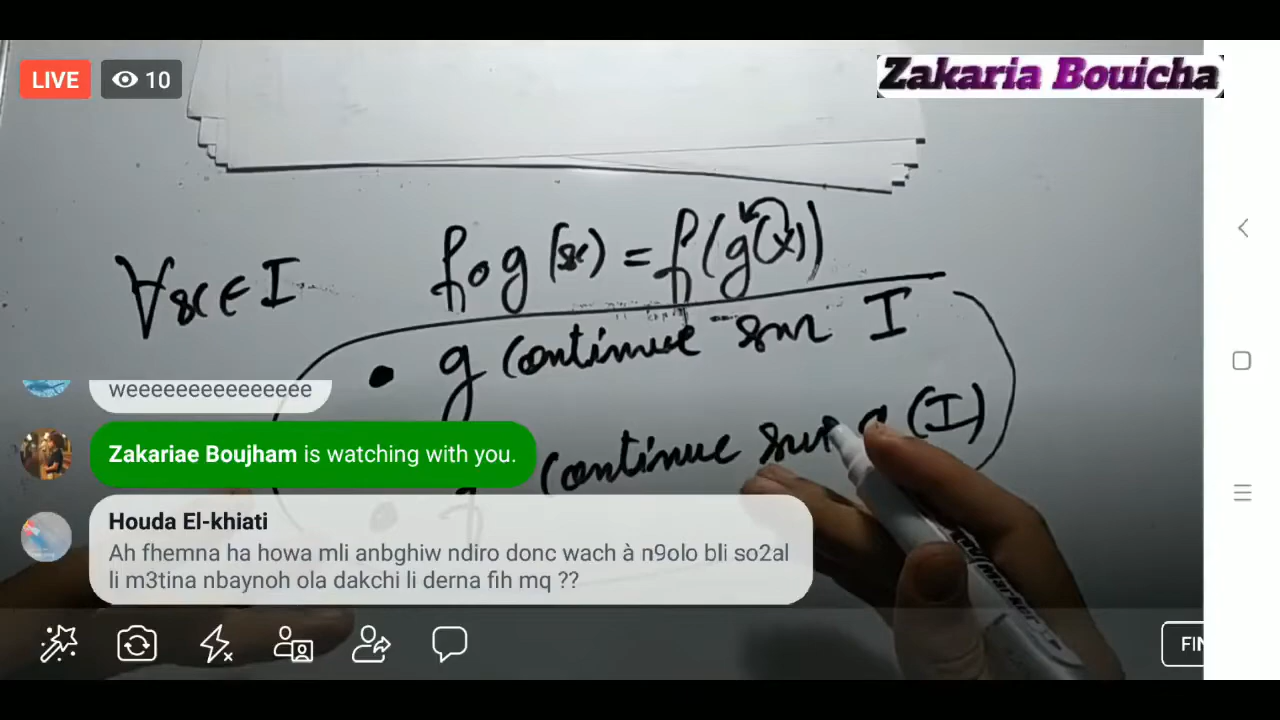 LIVE 10
Zakaria Bouicha
∀x∈I fog(x) = f(g(x))
• g continue sur I
weeeeeeeeeeeeeee
continue sur (I)
Zakariae Boujham is watching with you.
Houda El-khiati
Ah fhemna ha howa mli anbghiw ndiro donc wach à n9olo bli so2al
li m3tina nbaynoh ola dakchi li derna fih mq ??
Marker
FIN